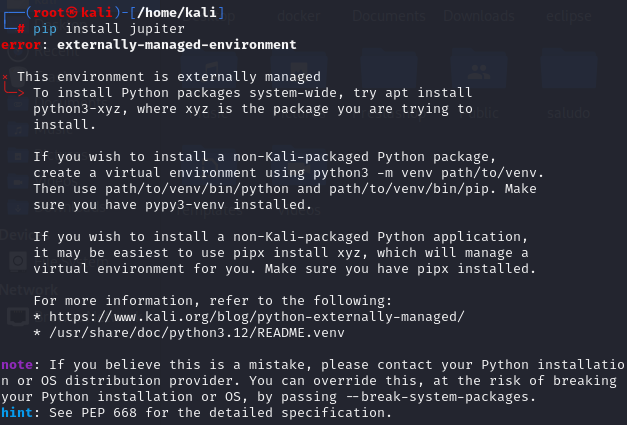 (root㉿kali)-[/home/kali]
# pip install jupiter
error: externally-managed-environment
× This environment is externally managed
╰─> To install Python packages system-wide, try apt install
python3-xyz, where xyz is the package you are trying to
install.
If you wish to install a non-Kali-packaged Python package,
create a virtual environment using python3 -m venv path/to/venv.
Then use path/to/venv/bin/python and path/to/venv/bin/pip. Make
sure you have pypy3-venv installed.
If you wish to install a non-Kali-packaged Python application,
it may be easiest to use pipx install xyz, which will manage a
virtual environment for you. Make sure you have pipx installed.
For more information, refer to the following:
* https://www.kali.org/blog/python-externally-managed/
* /usr/share/doc/python3.12/README.venv
note: If you believe this is a mistake, please contact your Python installatio
n or OS distribution provider. You can override this, at the risk of breaking
your Python installation or OS, by passing --break-system-packages.
hint: See PEP 668 for the detailed specification.
docker
Documents
Downloads
eclipse
saludo
Network